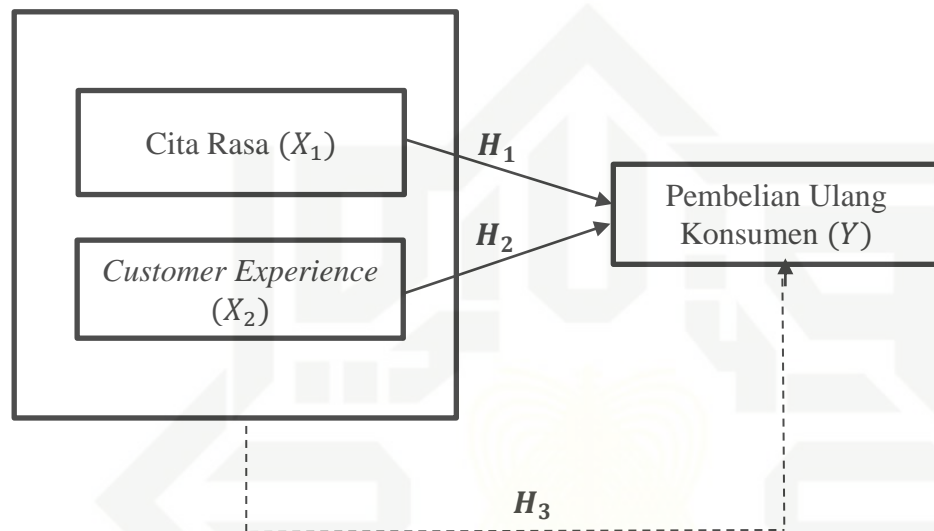 Cita Rasa (X₁)
H₁
Pembelian Ulang
Konsumen (Y)
H₂
Customer Experience
(X₂)
H₃